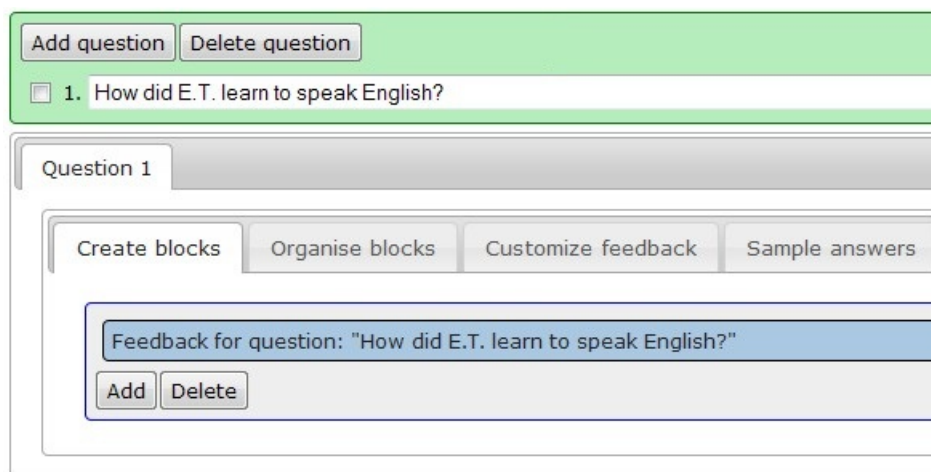 Add question Delete question
1. How did E.T. learn to speak English?
Question 1
Create blocks Organise blocks Customize feedback Sample answers
Feedback for question: "How did E.T. learn to speak English?"
Add Delete